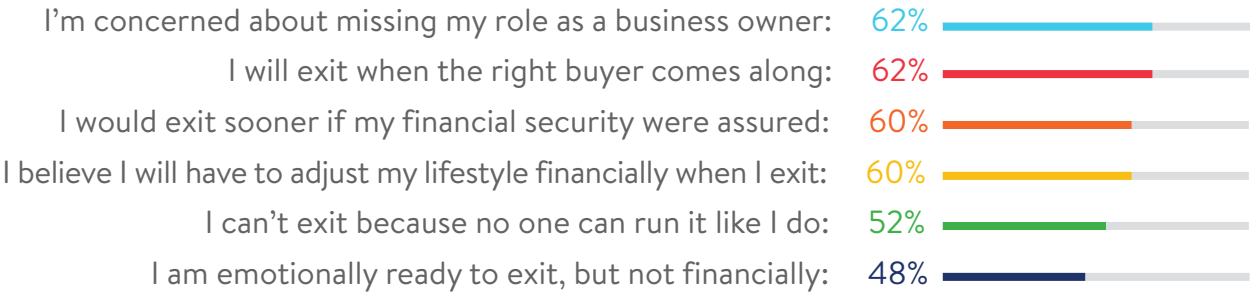 I’m concerned about missing my role as a business owner: 62%
I will exit when the right buyer comes along: 62%
I would exit sooner if my financial security were assured: 60%
I believe I will have to adjust my lifestyle financially when I exit: 60%
I can’t exit because no one can run it like I do: 52%
I am emotionally ready to exit, but not financially: 48%